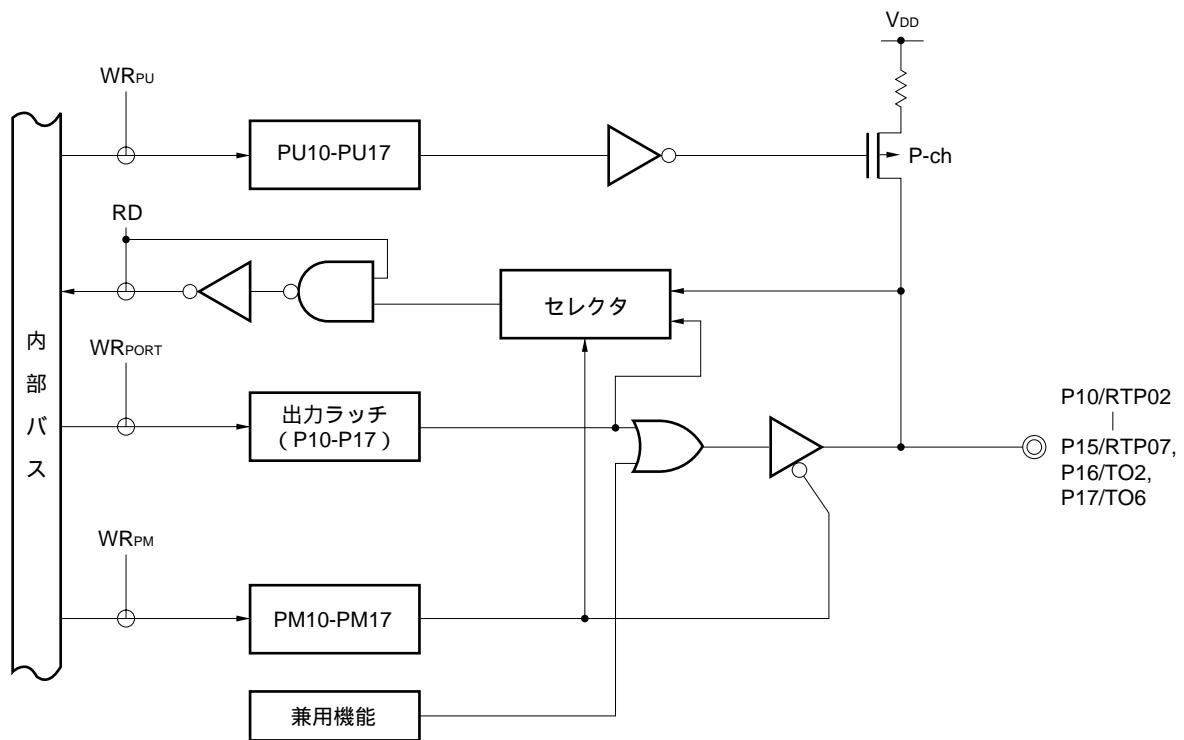 VDD
WRPU
PU10-PU17
P-ch
RD
セレクタ
内部バス
WRPORT
出力ラッチ
（P10-P17）
P10/RTP02
P15/RTP07,
P16/TO2,
P17/TO6
WRPM
PM10-PM17
兼用機能